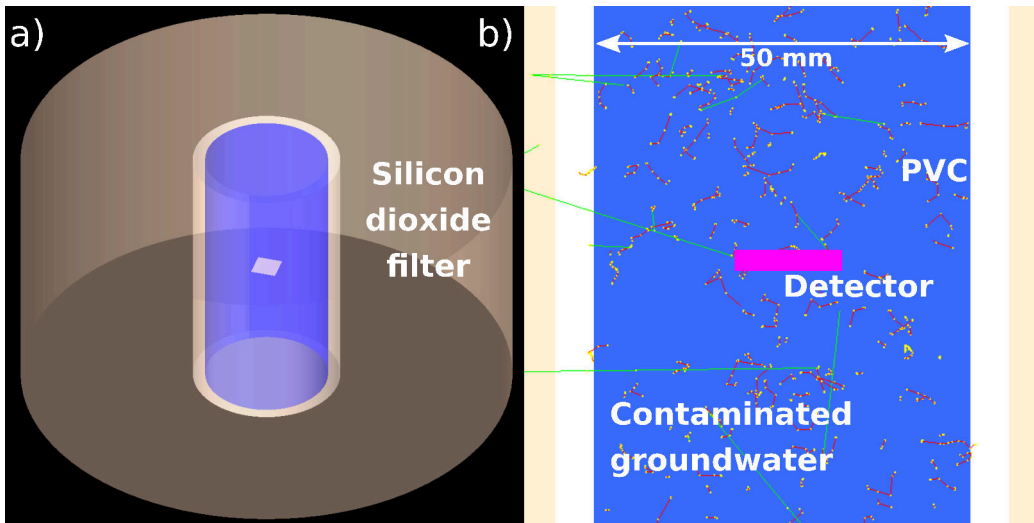 a)
Silicon
dioxide
filter
b)
50 mm
PVC
Detector
Contaminated
groundwater